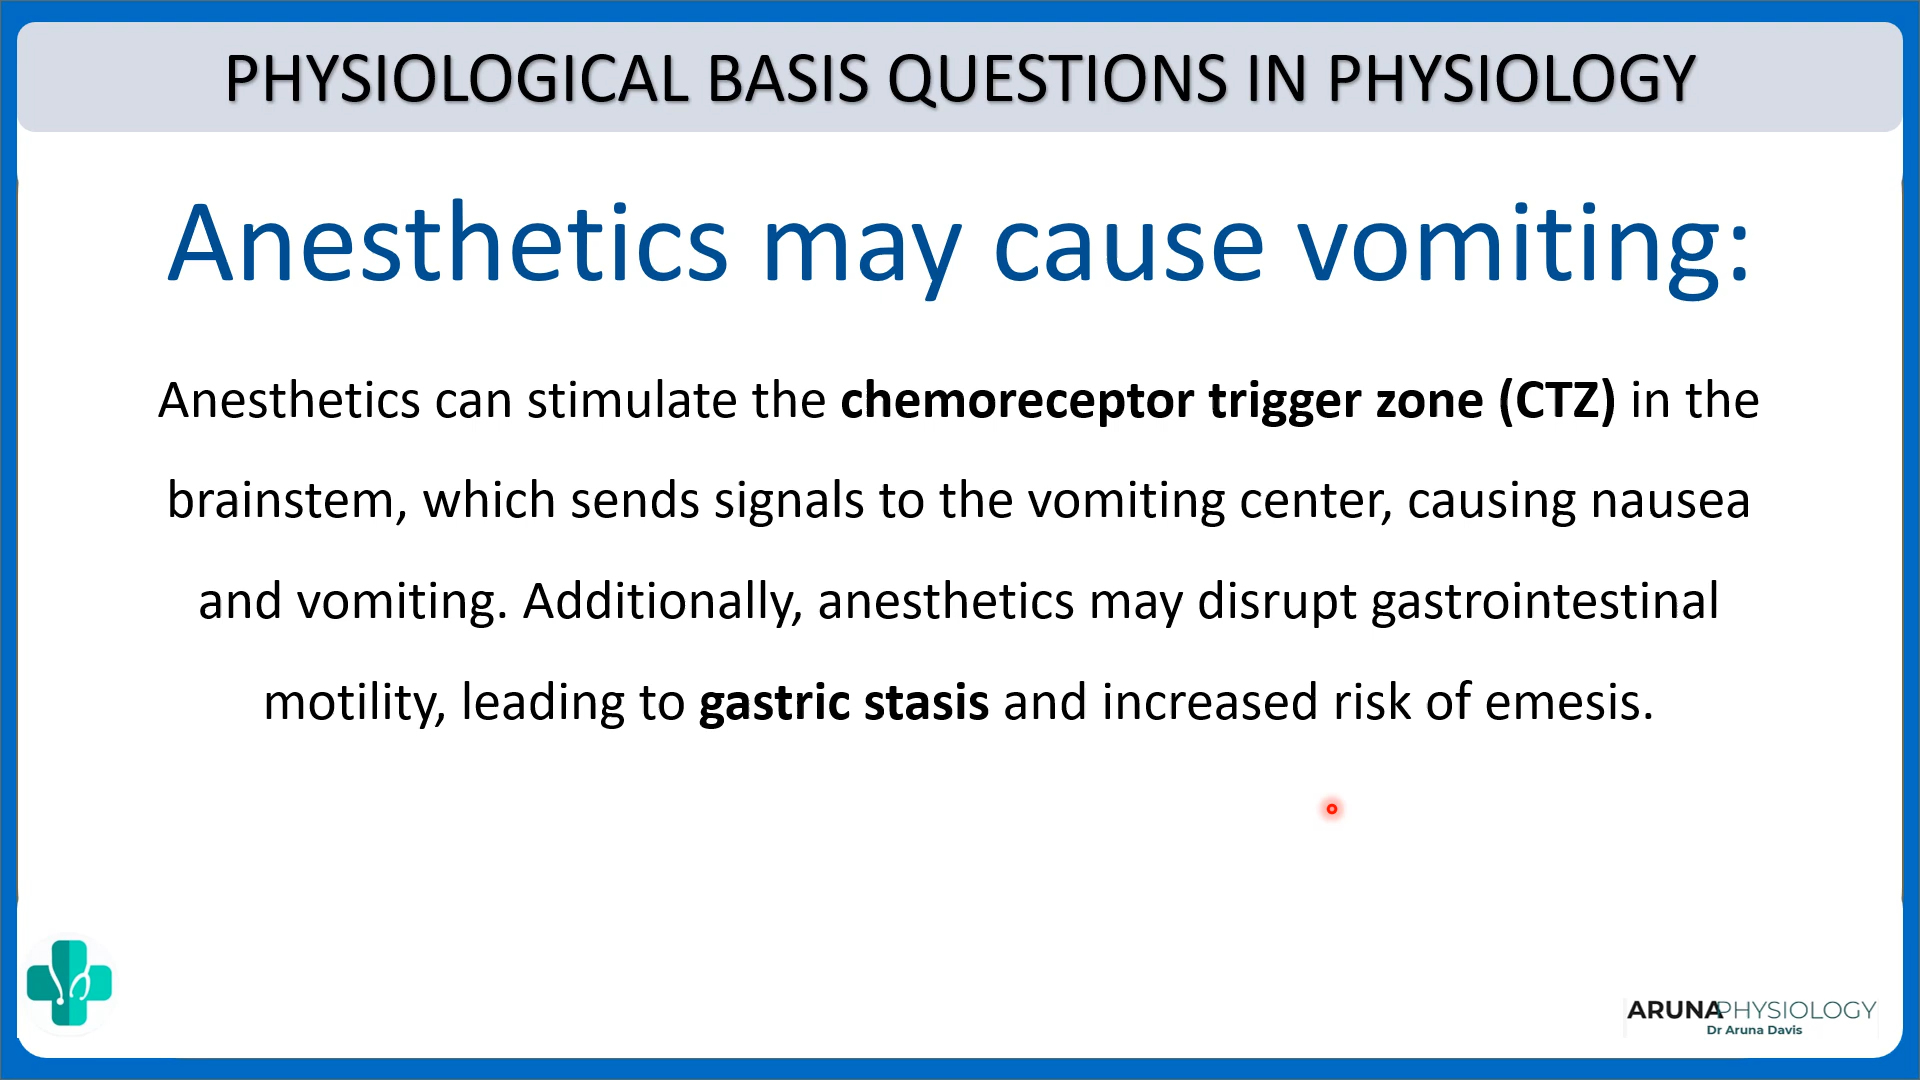 PHYSIOLOGICAL BASIS QUESTIONS IN PHYSIOLOGY
Anesthetics may cause vomiting:
Anesthetics can stimulate the chemoreceptor trigger zone (CTZ) in the
brainstem, which sends signals to the vomiting center, causing nausea
and vomiting. Additionally, anesthetics may disrupt gastrointestinal
motility, leading to gastric stasis and increased risk of emesis.
ARUNAPHYSIOLOGY
Dr Aruna Davis